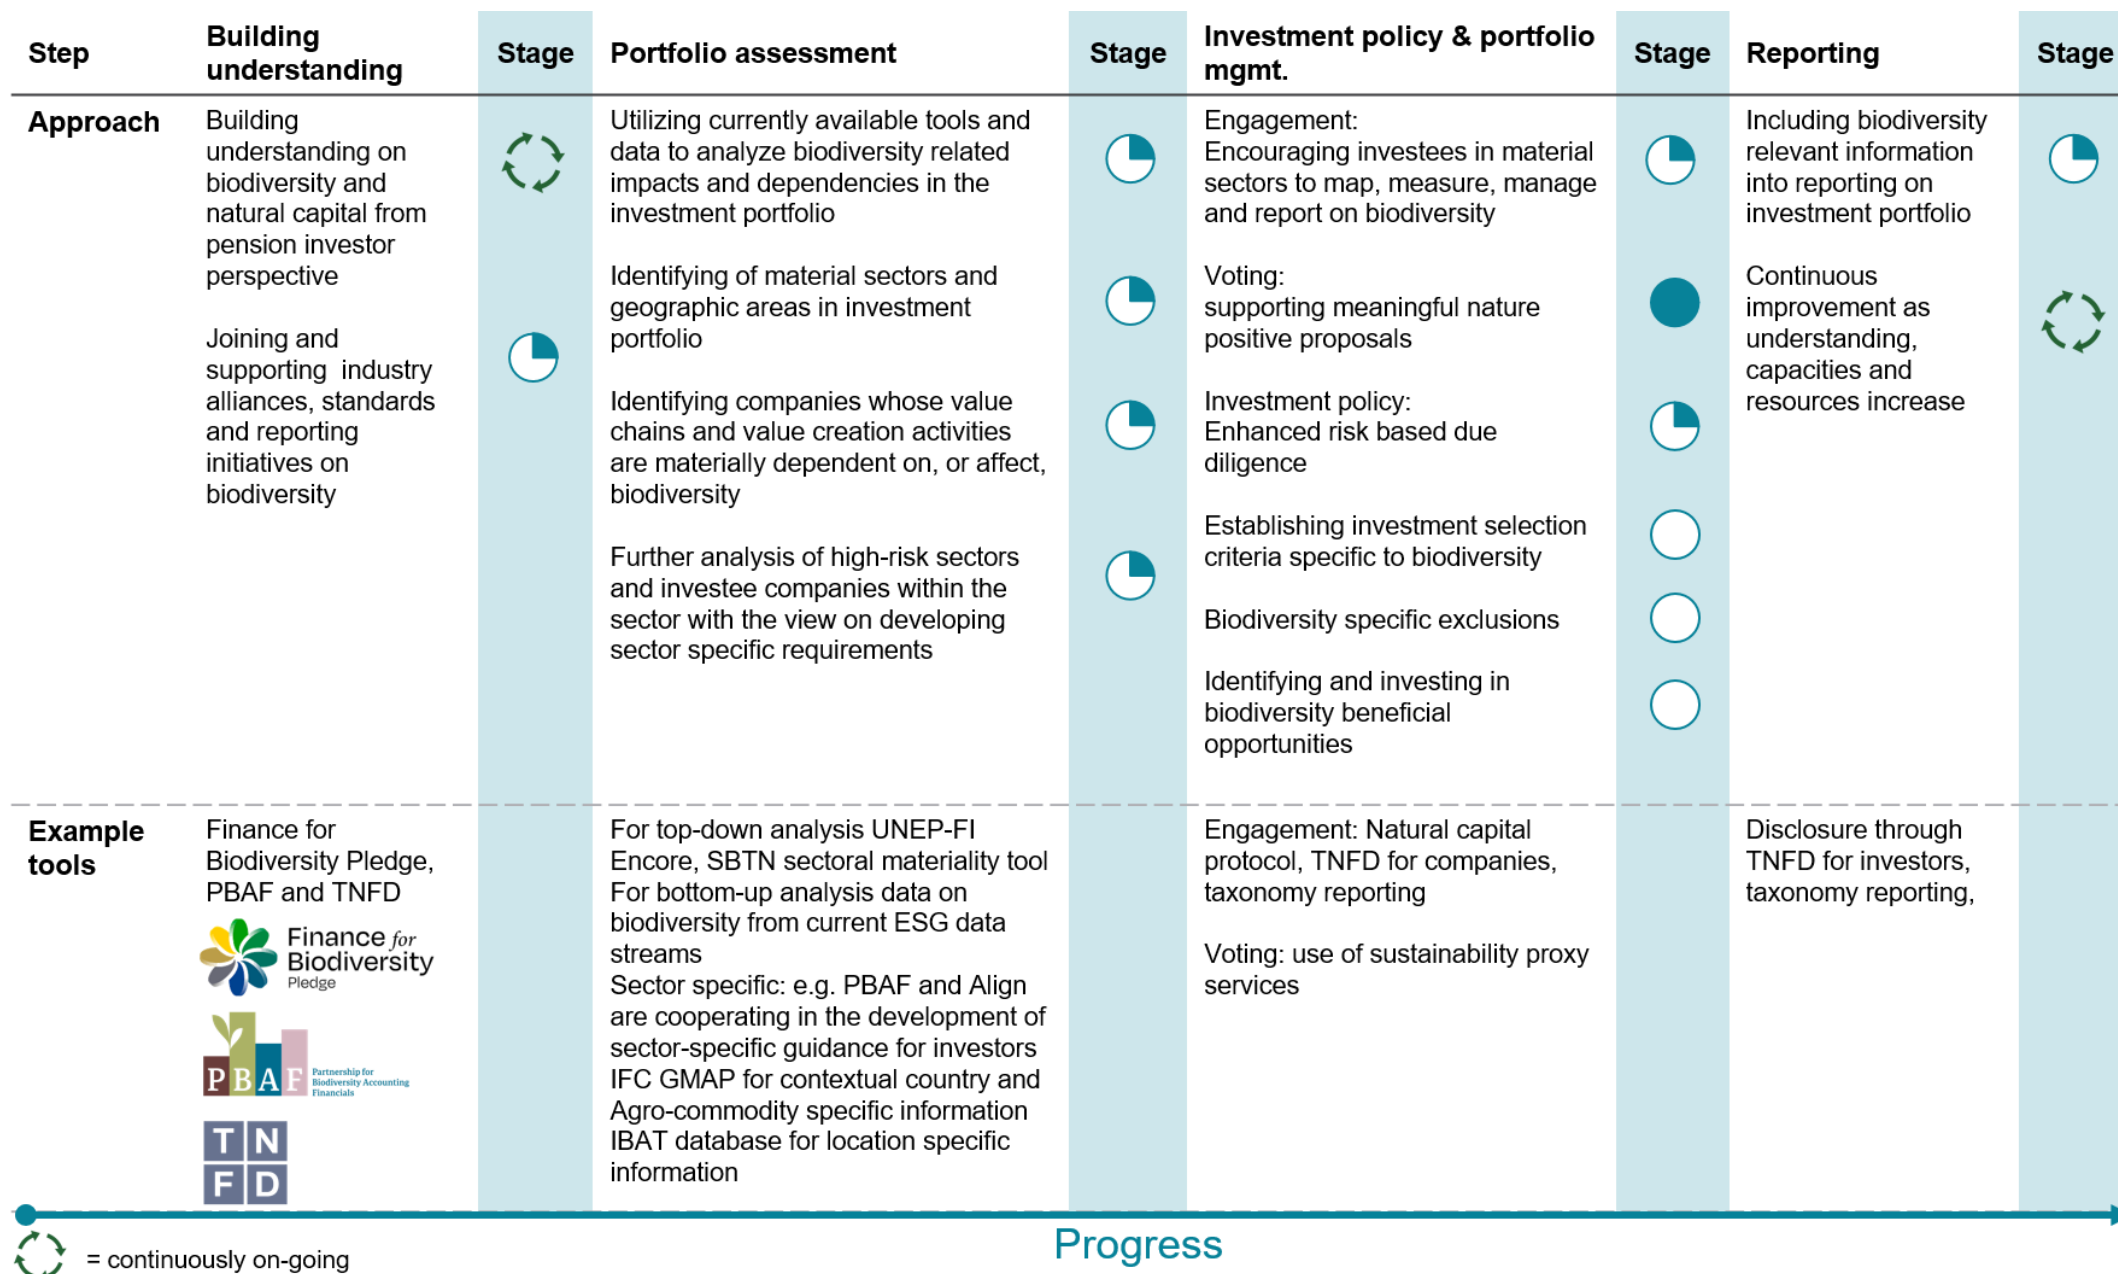 Step
Building
understanding
Stage
Portfolio assessment
Stage
Investment policy & portfolio
mgmt.
Stage
Reporting
Stage
Approach
Building
understanding on
biodiversity and
natural capital from
pension investor
perspective
Joining and
supporting  industry
alliances, standards
and reporting
initiatives on
biodiversity
Utilizing currently available tools and
data to analyze biodiversity related
impacts and dependencies in the
investment portfolio
Identifying of material sectors and
geographic areas in investment
portfolio
Identifying companies whose value
chains and value creation activities
are materially dependent on, or affect,
biodiversity
Further analysis of high-risk sectors
and investee companies within the
sector with the view on developing
sector specific requirements
Engagement:
Encouraging investees in material
sectors to map, measure, manage
and report on biodiversity
Voting:
supporting meaningful nature
positive proposals
Investment policy:
Enhanced risk based due
diligence
Establishing investment selection
criteria specific to biodiversity
Biodiversity specific exclusions
Identifying and investing in
biodiversity beneficial
opportunities
Including biodiversity
relevant information
into reporting on
investment portfolio
Continuous
improvement as
understanding,
capacities and
resources increase
Example
tools
Finance for
Biodiversity Pledge,
PBAF and TNFD
Finance for
Biodiversity
Pledge
PBAF
Partnership for
Biodiversity Accounting
Financials
TN
FD
For top-down analysis UNEP-FI
Encore, SBTN sectoral materiality tool
For bottom-up analysis data on
biodiversity from current ESG data
streams
Sector specific: e.g. PBAF and Align
are cooperating in the development of
sector-specific guidance for investors
IFC GMAP for contextual country and
Agro-commodity specific information
IBAT database for location specific
information
Engagement: Natural capital
protocol, TNFD for companies,
taxonomy reporting
Voting: use of sustainability proxy
services
Disclosure through
TNFD for investors,
taxonomy reporting,
Progress
= continuously on-going